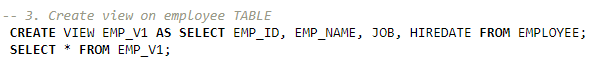 -- 3. Create view on employee TABLE
CREATE VIEW EMP_V1 AS SELECT EMP_ID, EMP_NAME, JOB, HIREDATE FROM EMPLOYEE;
SELECT * FROM EMP_V1;